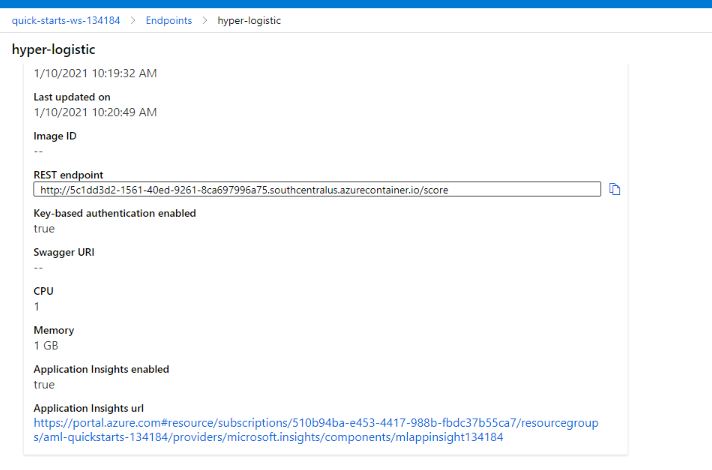 quick-starts-ws-134184 > Endpoints > hyper-logistic
hyper-logistic
1/10/2021 10:19:32 AM
Last updated on
1/10/2021 10:20:49 AM
Image ID
--
REST endpoint
http://5c1dd3d2-1561-40ed-9261-8ca697996a75.southcentralus.azurecontainer.io/score
Key-based authentication enabled
true
Swagger URI
--
CPU
1
Memory
1 GB
Application Insights enabled
true
Application Insights url
https://portal.azure.com#resource/subscriptions/510b94ba-e453-4417-988b-fbdc37b55ca7/resourcegroup
s/aml-quickstarts-134184/providers/microsoft.insights/components/mlappinsight134184